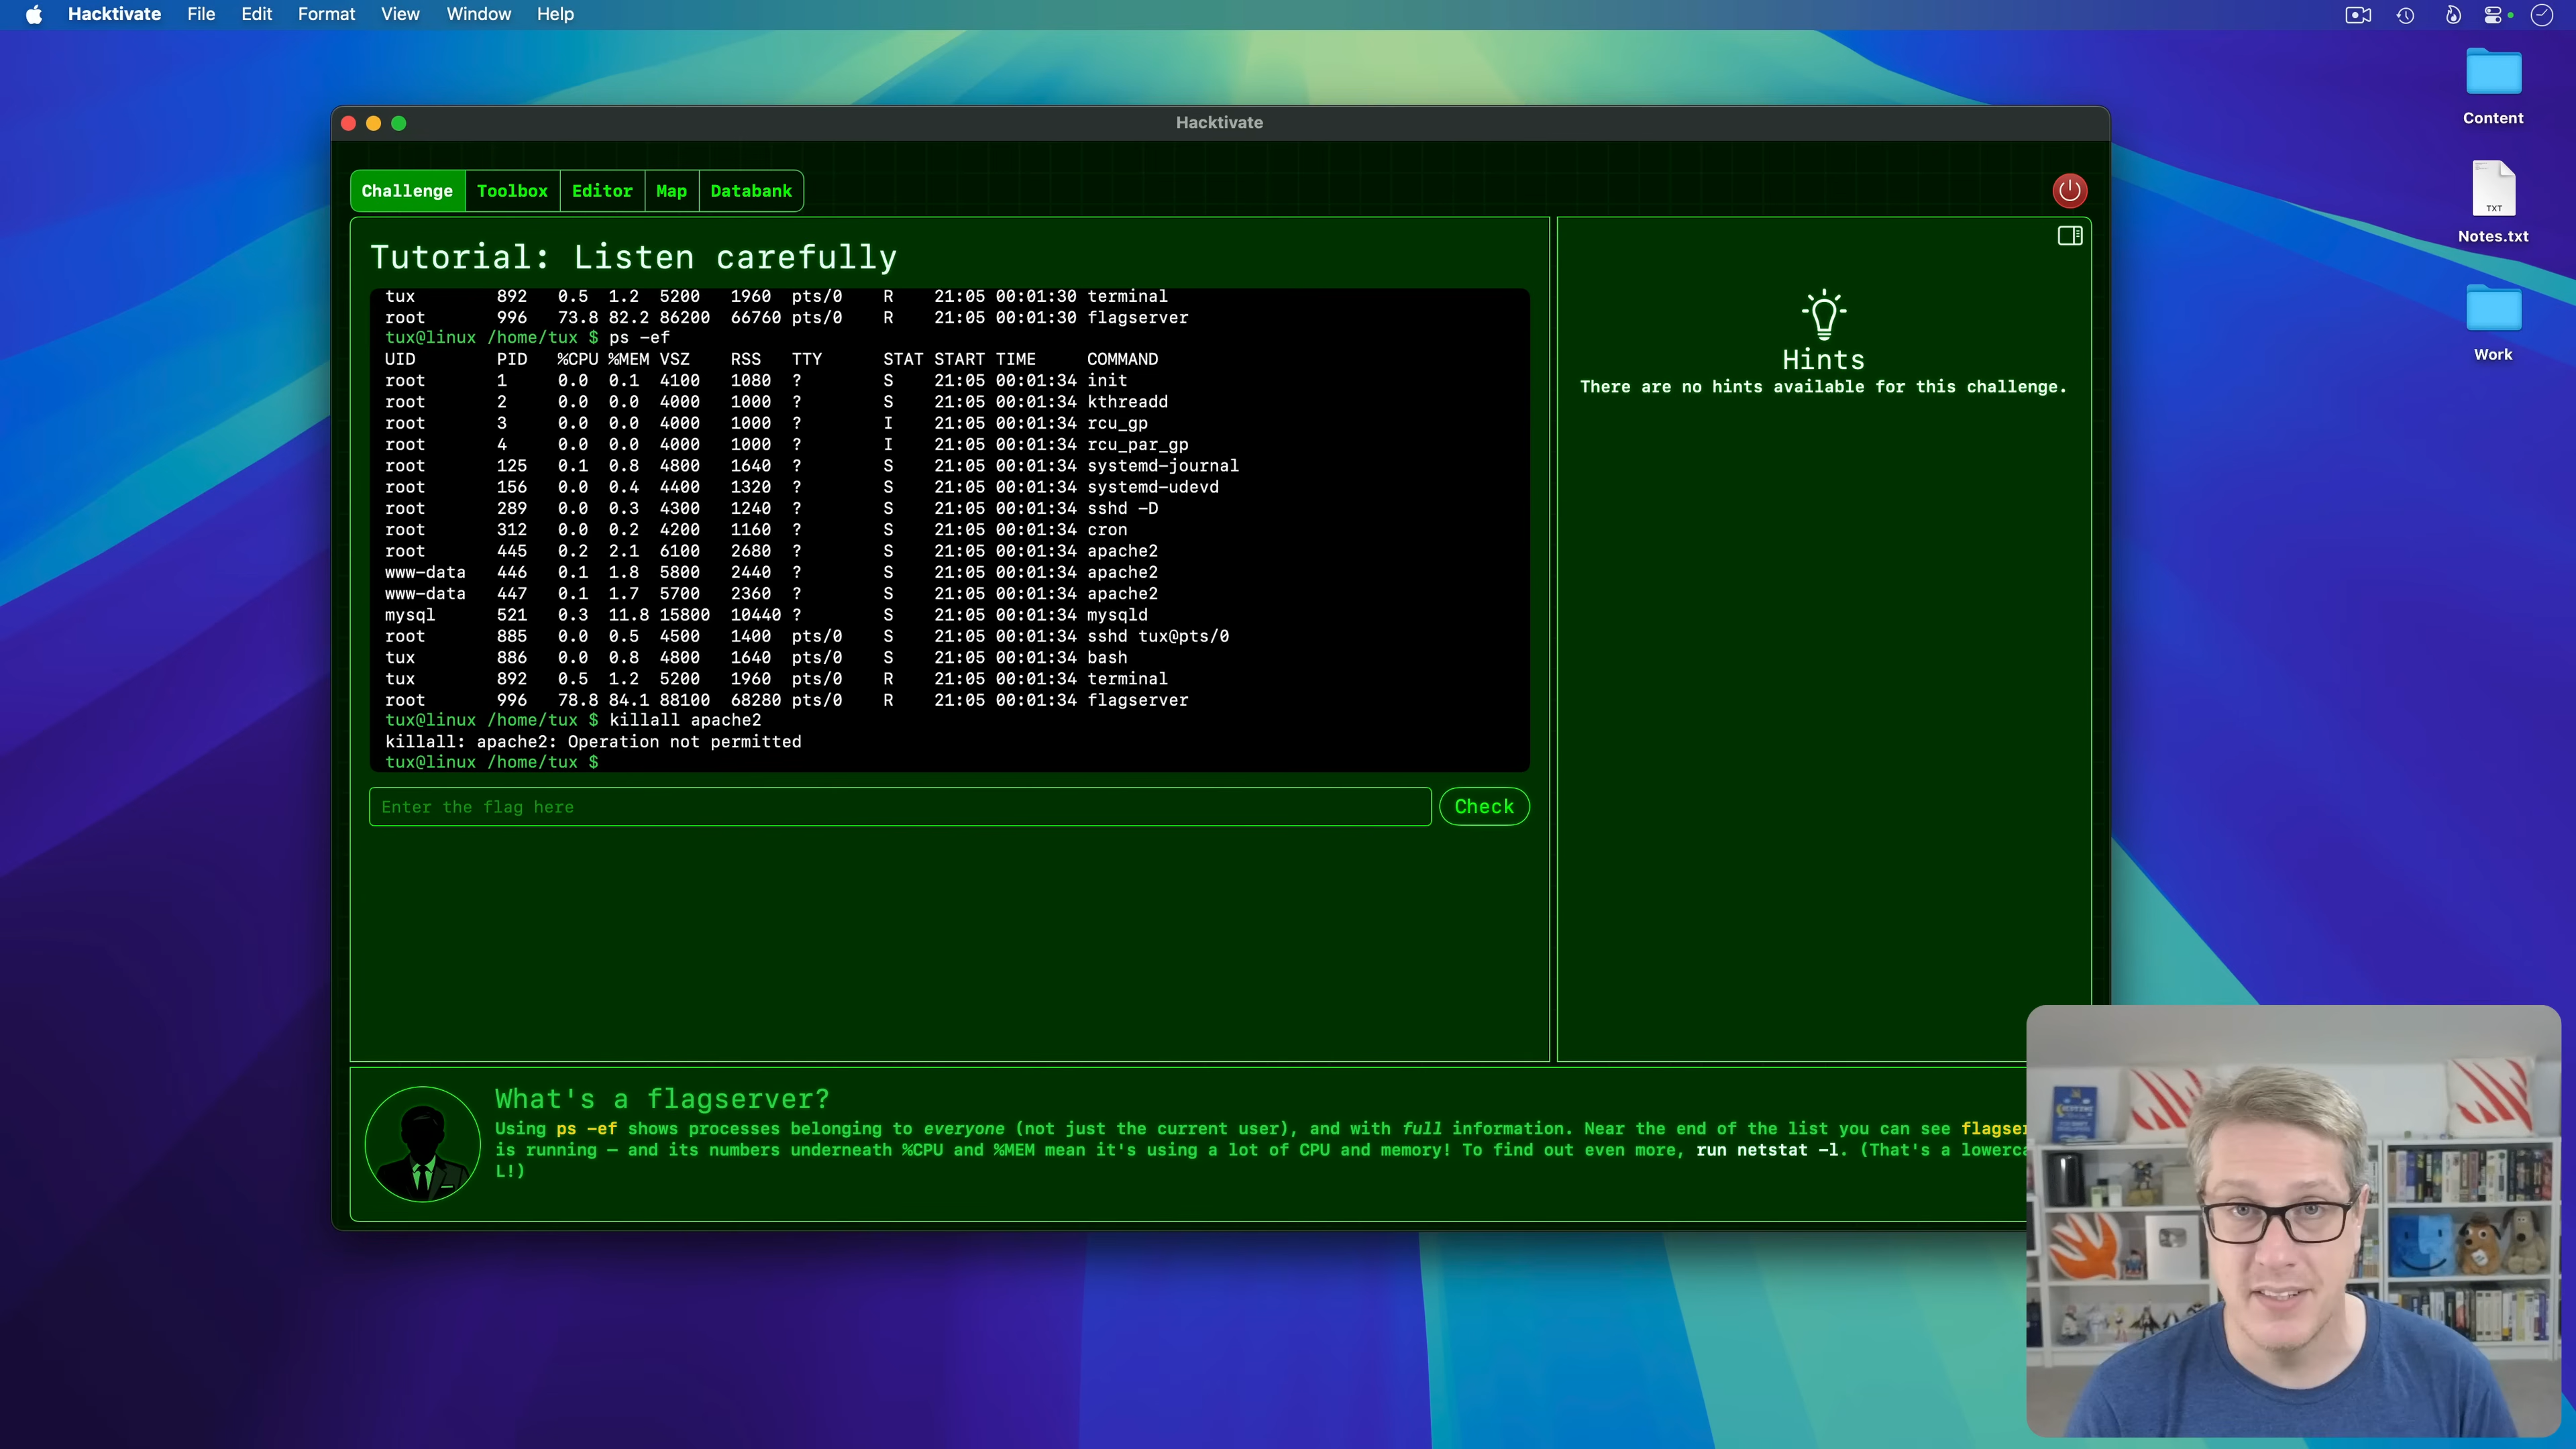 Hacktivate File Edit Format View Window Help
Content
TXT
Notes.txt
Work
Hacktivate
Challenge Toolbox Editor Map Databank
Tutorial: Listen carefully
tux 892 0.5 1.2 5200 1960 pts/0 R 21:05 00:01:30 terminal
root 996 73.8 82.2 86200 66760 pts/0 R 21:05 00:01:30 flagserver
tux@linux /home/tux $ ps -ef
UID PID %CPU %MEM VSZ RSS TTY STAT START TIME COMMAND
root 1 0.0 0.1 4100 1080 ? S 21:05 00:01:34 init
root 2 0.0 0.0 4000 1000 ? S 21:05 00:01:34 kthreadd
root 3 0.0 0.0 4000 1000 ? I 21:05 00:01:34 rcu_gp
root 4 0.0 0.0 4000 1000 ? I 21:05 00:01:34 rcu_par_gp
root 125 0.1 0.8 4800 1640 ? S 21:05 00:01:34 systemd-journal
root 156 0.0 0.4 4400 1320 ? S 21:05 00:01:34 systemd-udevd
root 289 0.0 0.3 4300 1240 ? S 21:05 00:01:34 sshd -D
root 312 0.0 0.2 4200 1160 ? S 21:05 00:01:34 cron
root 445 0.2 2.1 6100 2680 ? S 21:05 00:01:34 apache2
www-data 446 0.1 1.8 5800 2440 ? S 21:05 00:01:34 apache2
www-data 447 0.1 1.7 5700 2360 ? S 21:05 00:01:34 apache2
mysql 521 0.3 11.8 15800 10440 ? S 21:05 00:01:34 mysqld
root 885 0.0 0.5 4500 1400 pts/0 S 21:05 00:01:34 sshd tux@pts/0
tux 886 0.0 0.8 4800 1640 pts/0 S 21:05 00:01:34 bash
tux 892 0.5 1.2 5200 1960 pts/0 R 21:05 00:01:34 terminal
root 996 78.8 84.1 88100 68280 pts/0 R 21:05 00:01:34 flagserver
tux@linux /home/tux $ killall apache2
killall: apache2: Operation not permitted
tux@linux /home/tux $
Enter the flag here
Check
Hints
There are no hints available for this challenge.
What's a flagserver?
Using ps -ef shows processes belonging to everyone (not just the current user), and with full information. Near the end of the list you can see flagser
is running — and its numbers underneath %CPU and %MEM mean it's using a lot of CPU and memory! To find out even more, run netstat -l. (That's a lowerca
L!)